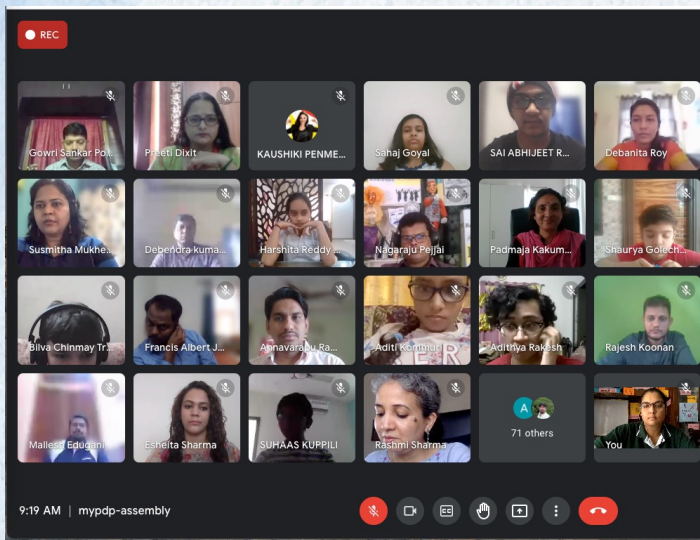 REC
Gowri Sankar Po...
Preeti Dixit
KAUSHIKI PENME...
Sahaj Goyal
SAI ABHIJEET R...
Debanita Roy
Susmitha Mukhe...
Debendra kuma...
Harshita Reddy ...
Nagaraju Pejjai
Padmaja Kakum...
Shaurya Golech...
Bilva Chinmay Tr...
Francis Albert J...
Annavarapu Ra...
Aditi Kommuri
Adithya Rakesh
Rajesh Koonan
Mallesh Edugani
Esheita Sharma
SUHAAS KUPPILI
Rashmi Sharma
A
71 others
You
9:19 AM | mypdp-assembly
CC